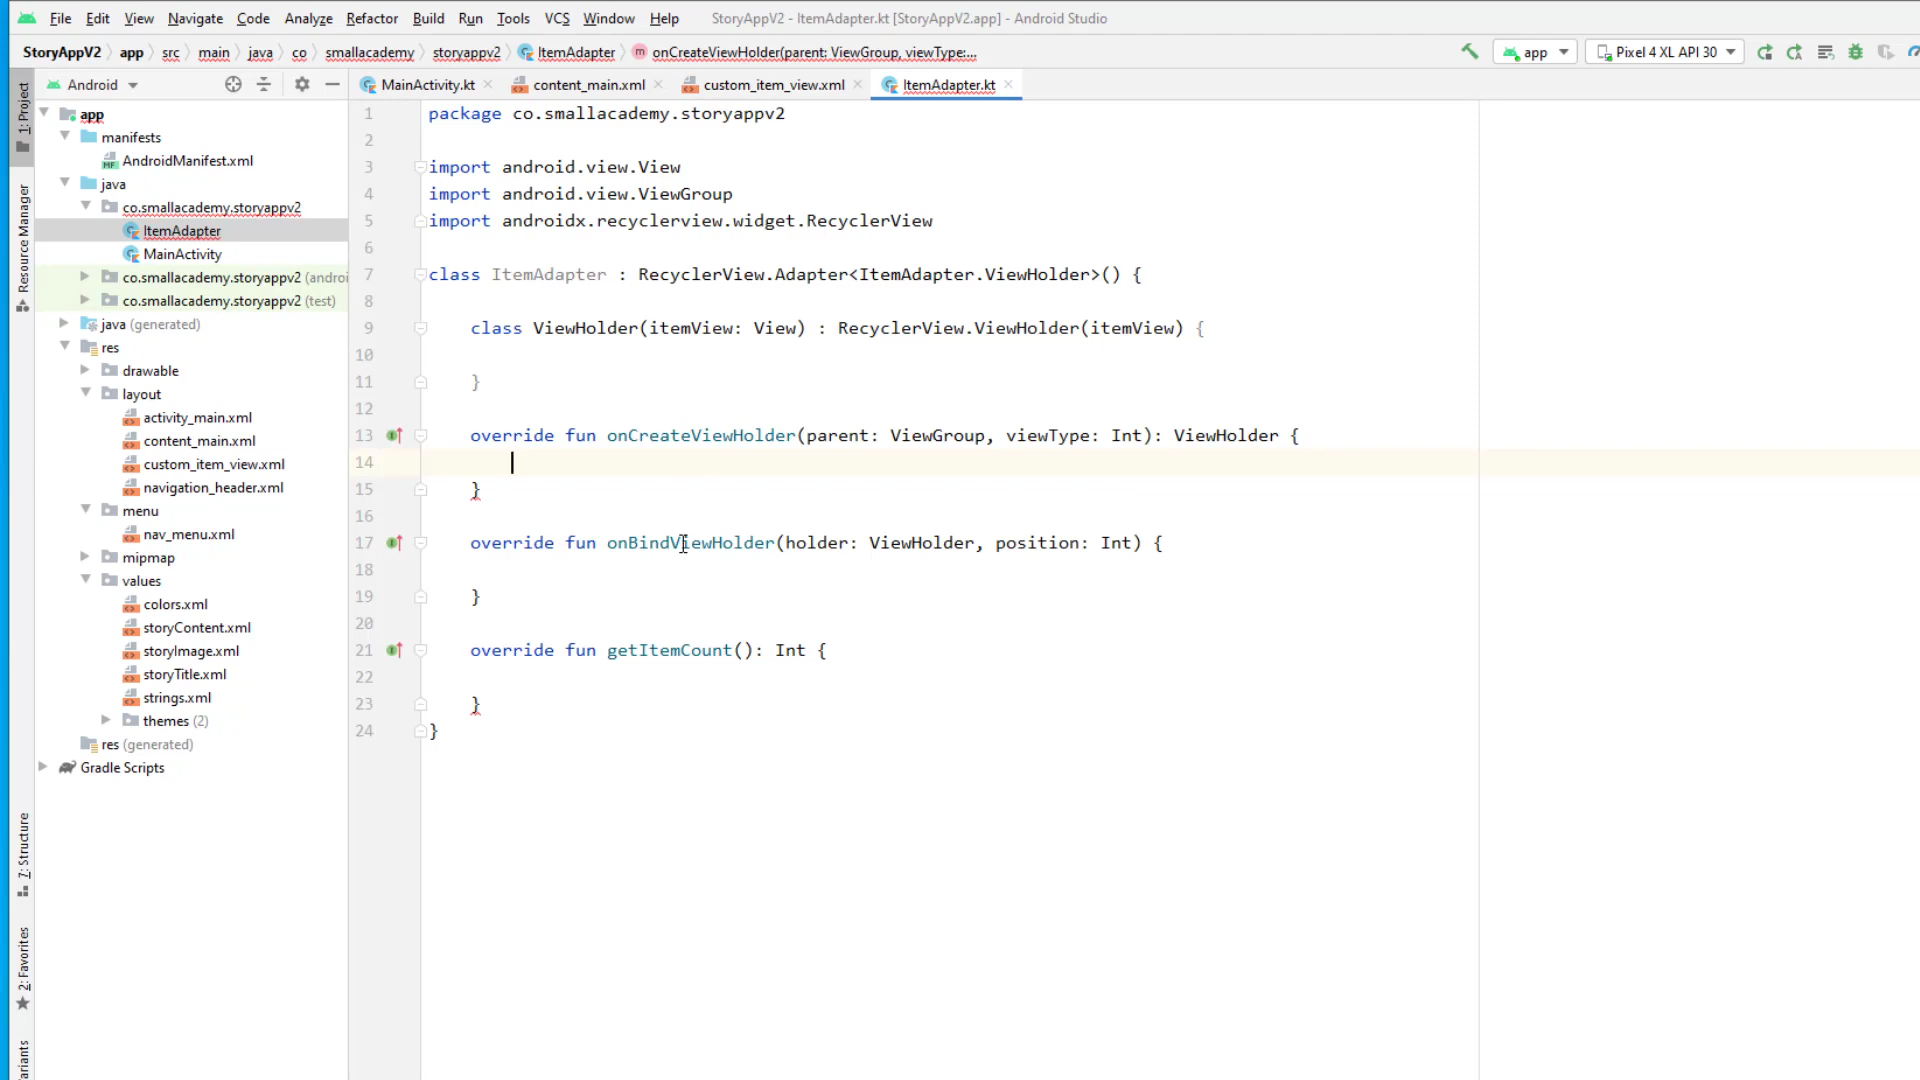 File Edit View Navigate Code Analyze Refactor Build Run Tools VCS Window Help StoryAppV2 - ItemAdapter.kt [StoryAppV2.app] - Android Studio
StoryAppV2 app src main java co smallacademy storyappv2 ItemAdapter m onCreateViewHolder(parent: ViewGroup, viewType:... app Pixel 4 XL API 30
Android MainActivity.kt content_main.xml custom_item_view.xml ItemAdapter.kt
1: Project
Resource Manager
7: Structure
2: Favorites
app
manifests
AndroidManifest.xml
java
co.smallacademy.storyappv2
ItemAdapter
MainActivity
co.smallacademy.storyappv2 (androi
co.smallacademy.storyappv2 (test)
java (generated)
res
drawable
layout
activity_main.xml
content_main.xml
custom_item_view.xml
navigation_header.xml
menu
nav_menu.xml
mipmap
values
colors.xml
storyContent.xml
storyImage.xml
storyTitle.xml
strings.xml
themes (2)
res (generated)
Gradle Scripts
1 package co.smallacademy.storyappv2
2
3 import android.view.View
4 import android.view.ViewGroup
5 import androidx.recyclerview.widget.RecyclerView
6
7 class ItemAdapter : RecyclerView.Adapter<ItemAdapter.ViewHolder>() {
8
9 class ViewHolder(itemView: View) : RecyclerView.ViewHolder(itemView) {
10
11 }
12
13 override fun onCreateViewHolder(parent: ViewGroup, viewType: Int): ViewHolder {
14
15 }
16
17 override fun onBindViewHolder(holder: ViewHolder, position: Int) {
18
19 }
20
21 override fun getItemCount(): Int {
22
23 }
24 }